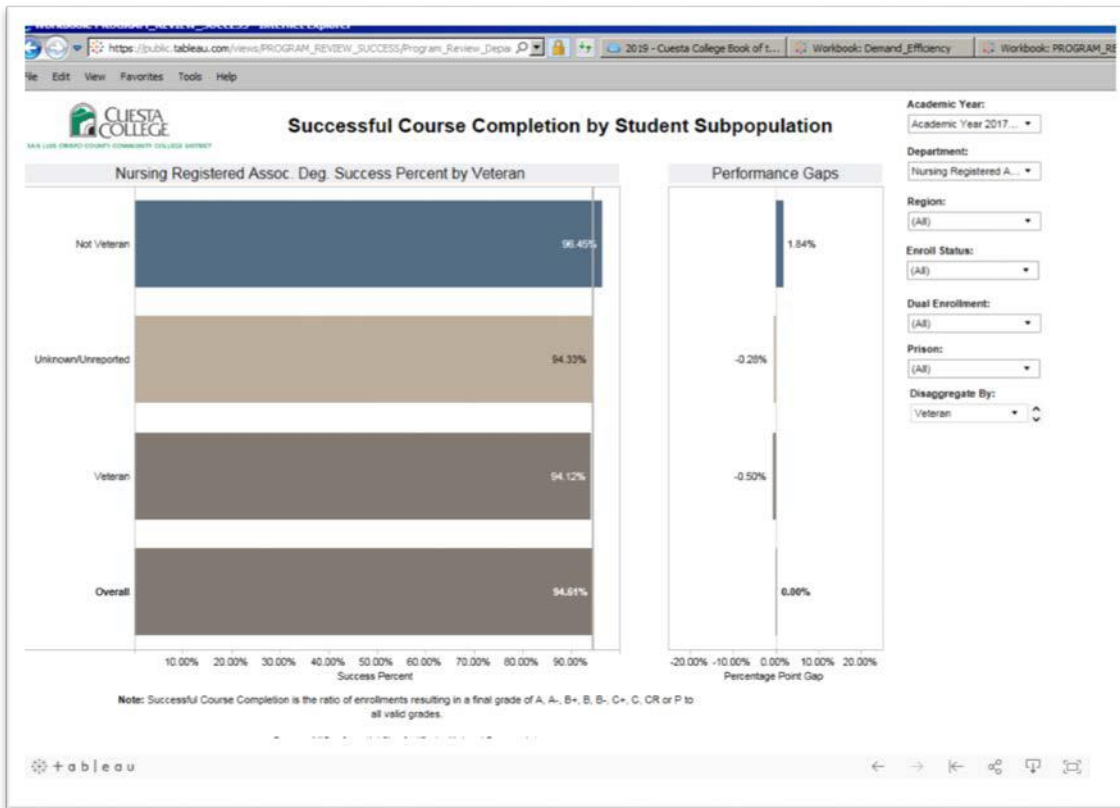 Workbook: PROGRAM_REVIEW_SUCCESS - Internet Explorer
https://public.tableau.com/views/PROGRAM_REVIEW_SUCCESS/Program_Review_Depa
2019 - Cuesta College Book of t...
Workbook: Demand_Efficiency
Workbook: PROGRAM_RE
File Edit View Favorites Tools Help
CUESTA
COLLEGE
SAN LUIS OBISPO COUNTY COMMUNITY COLLEGE DISTRICT
Successful Course Completion by Student Subpopulation
Academic Year:
Academic Year 2017...
Department:
Nursing Registered A...
Region:
(All)
Enroll Status:
(All)
Dual Enrollment:
(All)
Prison:
(All)
Disaggregate By:
Veteran
Nursing Registered Assoc. Deg. Success Percent by Veteran
Performance Gaps
Not Veteran 96.45% 1.84%
Unknown/Unreported 94.33% -0.28%
Veteran 94.12% -0.50%
Overall 94.61% 0.00%
10.00% 20.00% 30.00% 40.00% 50.00% 60.00% 70.00% 80.00% 90.00%
Success Percent
-20.00% -10.00% 0.00% 10.00% 20.00%
Percentage Point Gap
Note: Successful Course Completion is the ratio of enrollments resulting in a final grade of A, A-, B+, B, B-, C+, C, CR or P to
all valid grades.
+ a b l e a u